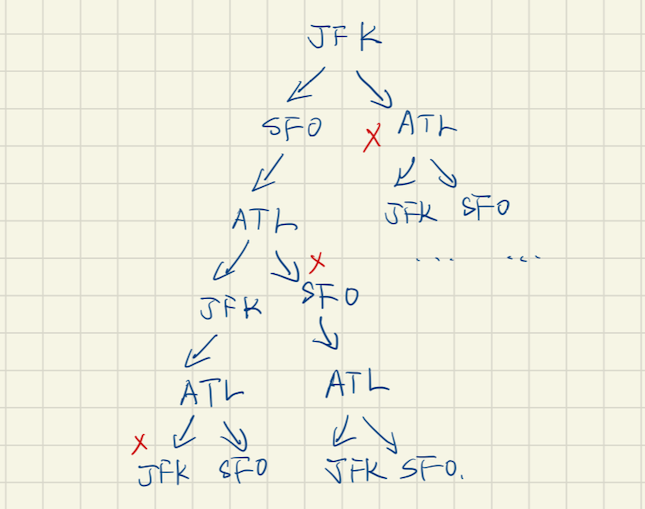 JFK
SFO X ATL
ATL JFK SFO
X ... ...
JFK SFO
ATL ATL
X
JFK SFO JFK SFO.